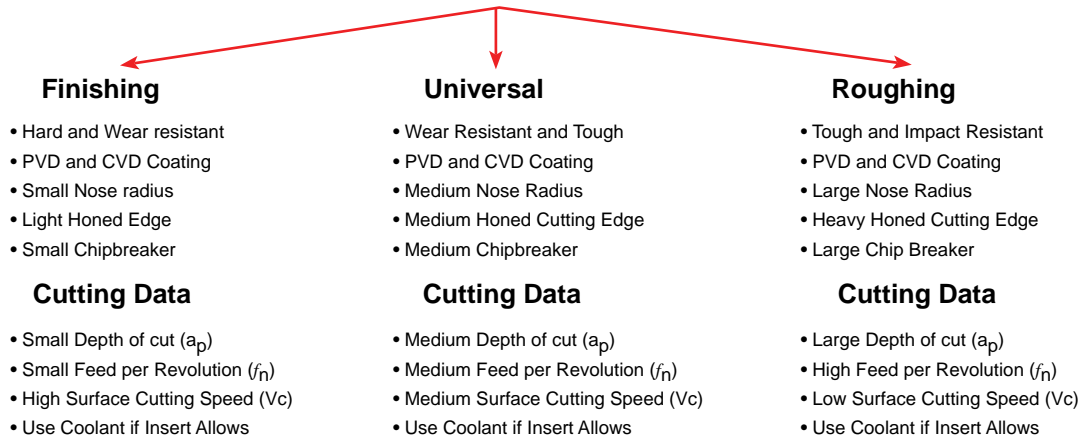 Finishing
• Hard and Wear resistant
• PVD and CVD Coating
• Small Nose radius
• Light Honed Edge
• Small Chipbreaker
Cutting Data
• Small Depth of cut (ap)
• Small Feed per Revolution (fn)
• High Surface Cutting Speed (Vc)
• Use Coolant if Insert Allows
Universal
• Wear Resistant and Tough
• PVD and CVD Coating
• Medium Nose Radius
• Medium Honed Cutting Edge
• Medium Chipbreaker
Cutting Data
• Medium Depth of cut (ap)
• Medium Feed per Revolution (fn)
• Medium Surface Cutting Speed (Vc)
• Use Coolant if Insert Allows
Roughing
• Tough and Impact Resistant
• PVD and CVD Coating
• Large Nose Radius
• Heavy Honed Cutting Edge
• Large Chip Breaker
Cutting Data
• Large Depth of cut (ap)
• High Feed per Revolution (fn)
• Low Surface Cutting Speed (Vc)
• Use Coolant if Insert Allows